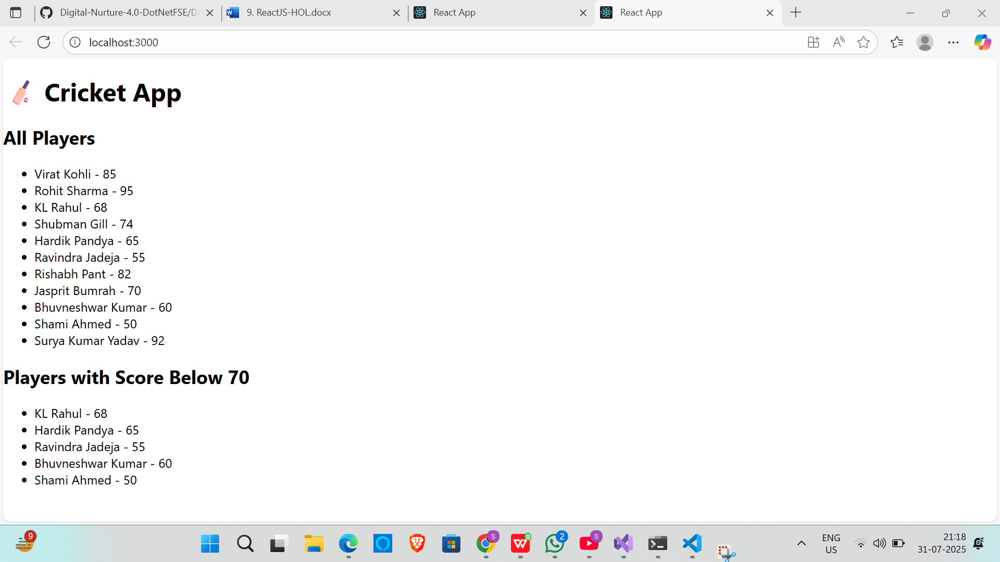 Digital-Nurture-4.0-DotNetFSE/D
9. ReactJS-HOL.docx
React App
React App
localhost:3000
Cricket App
All Players
Virat Kohli - 85
Rohit Sharma - 95
KL Rahul - 68
Shubman Gill - 74
Hardik Pandya - 65
Ravindra Jadeja - 55
Rishabh Pant - 82
Jasprit Bumrah - 70
Bhuvneshwar Kumar - 60
Shami Ahmed - 50
Surya Kumar Yadav - 92
Players with Score Below 70
KL Rahul - 68
Hardik Pandya - 65
Ravindra Jadeja - 55
Bhuvneshwar Kumar - 60
Shami Ahmed - 50
9
S
S
2
S
ENG
US
21:18
31-07-2025